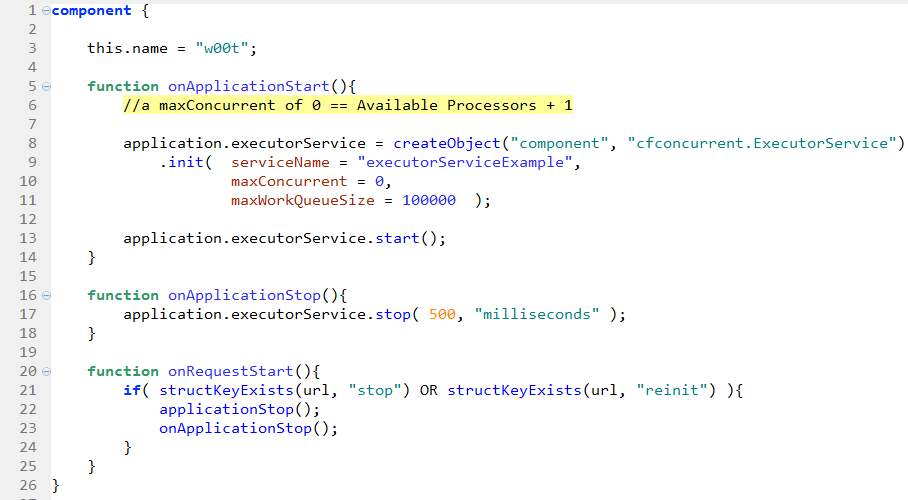 1 component {
2
3     this.name = "w00t";
4
5     function onApplicationStart(){
6         //a maxConcurrent of 0 == Available Processors + 1
7
8         application.executorService = createObject("component", "cfconcurrent.ExecutorService")
9             .init(  serviceName = "executorServiceExample",
10                     maxConcurrent = 0,
11                     maxWorkQueueSize = 100000  );
12
13         application.executorService.start();
14     }
15
16     function onApplicationStop(){
17         application.executorService.stop( 500, "milliseconds" );
18     }
19
20     function onRequestStart(){
21         if( structKeyExists(url, "stop") OR structKeyExists(url, "reinit") ){
22             applicationStop();
23             onApplicationStop();
24         }
25     }
26 }